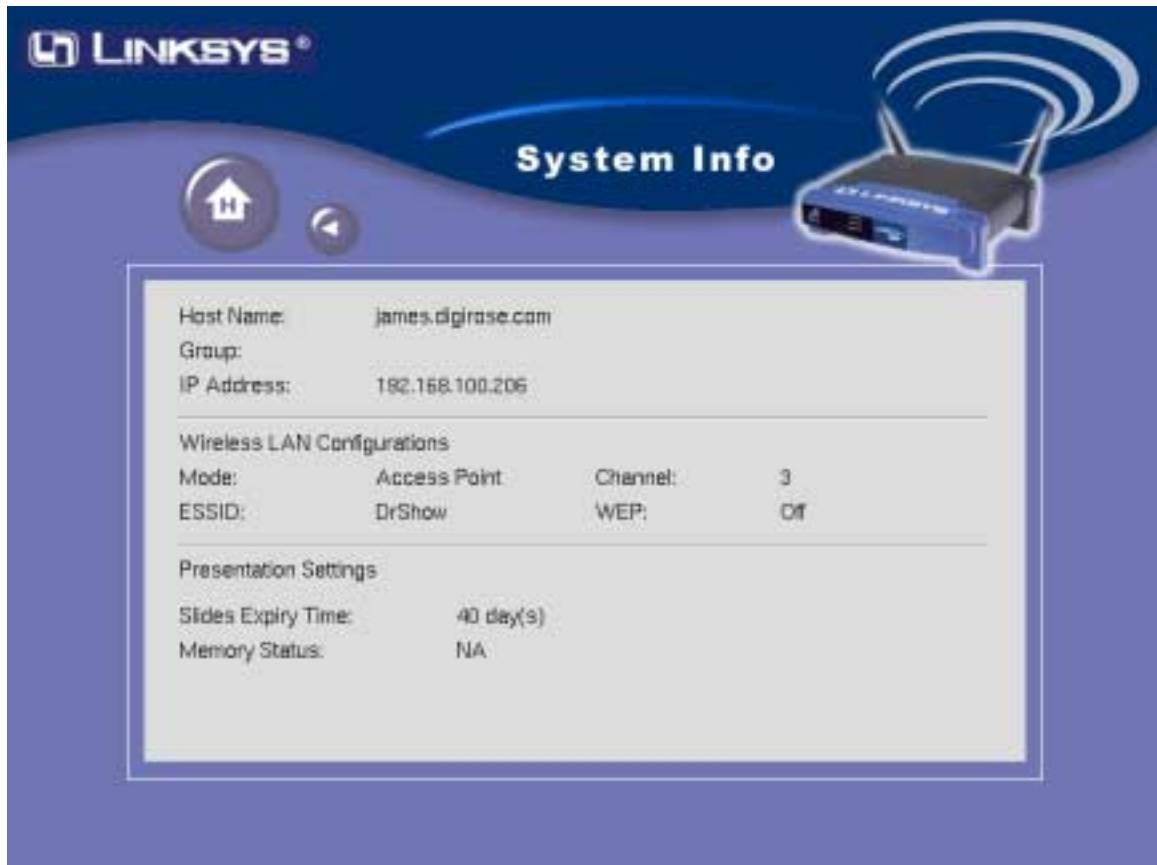 LINKSYS®
System Info
H
LINKSYS
Host Name: james.digirose.com
Group:
IP Address: 192.168.100.206
Wireless LAN Configurations
Mode: Access Point Channel: 3
ESSID: DrShow WEP: Off
Presentation Settings
Slides Expiry Time: 40 day(s)
Memory Status: NA